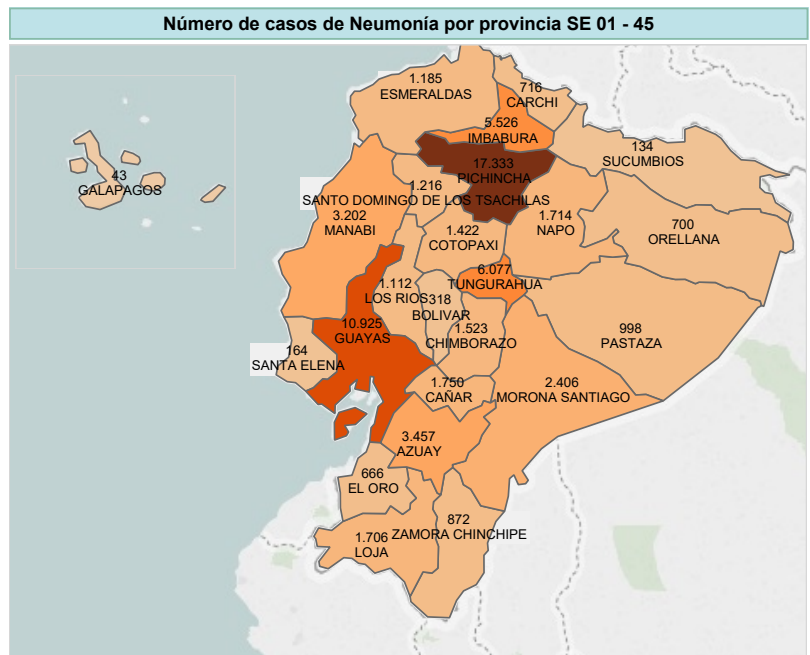 Número de casos de Neumonía por provincia SE 01 - 45
1.185
ESMERALDAS
716
CARCHI
5.526
IMBABURA
134
SUCUMBIOS
17.333
PICHINCHA
43
GALAPAGOS
1.216
SANTO DOMINGO DE LOS TSACHILAS
3.202
MANABI
1.714
NAPO
700
ORELLANA
1.422
COTOPAXI
6.077
TUNGURAHUA
1.112
LOS RIOS
318
BOLIVAR
10.925
GUAYAS
1.523
CHIMBORAZO
998
PASTAZA
164
SANTA ELENA
1.750
CAÑAR
2.406
MORONA SANTIAGO
3.457
AZUAY
666
EL ORO
872
ZAMORA CHINCHIPE
1.706
LOJA